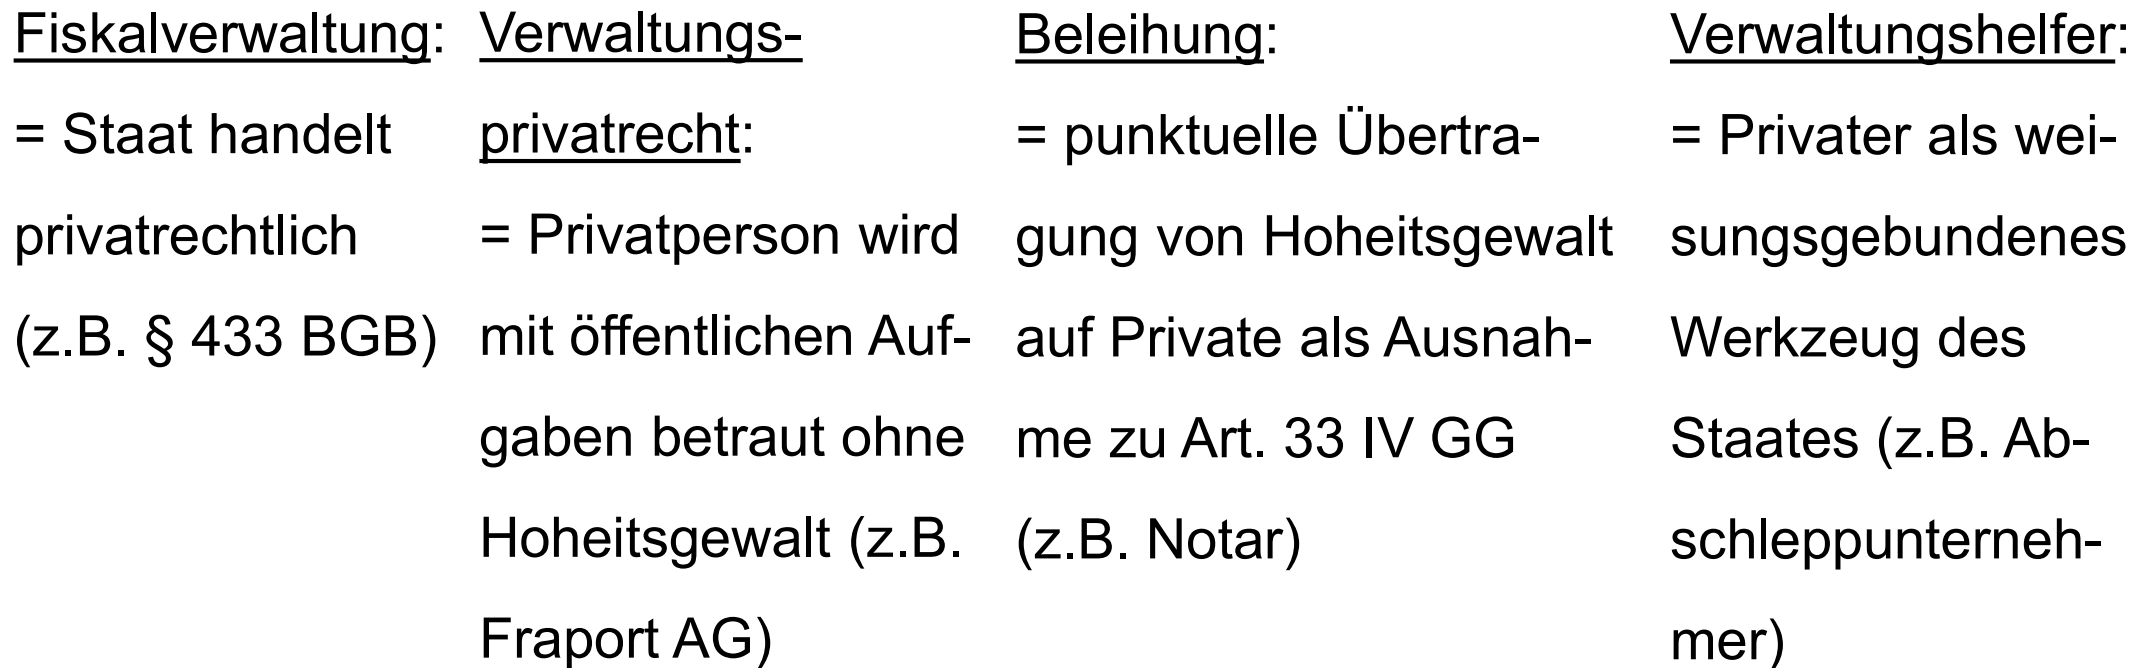 Fiskalverwaltung:
= Staat handelt
privatrechtlich
(z.B. § 433 BGB)
Verwaltungs-
privatrecht:
= Privatperson wird
mit öffentlichen Auf-
gaben betraut ohne
Hoheitsgewalt (z.B.
Fraport AG)
Beleihung:
= punktuelle Übertra-
gung von Hoheitsgewalt
auf Private als Ausnah-
me zu Art. 33 IV GG
(z.B. Notar)
Verwaltungshelfer:
= Privater als wei-
sungsgebundenes
Werkzeug des
Staates (z.B. Ab-
schleppunterneh-
mer)